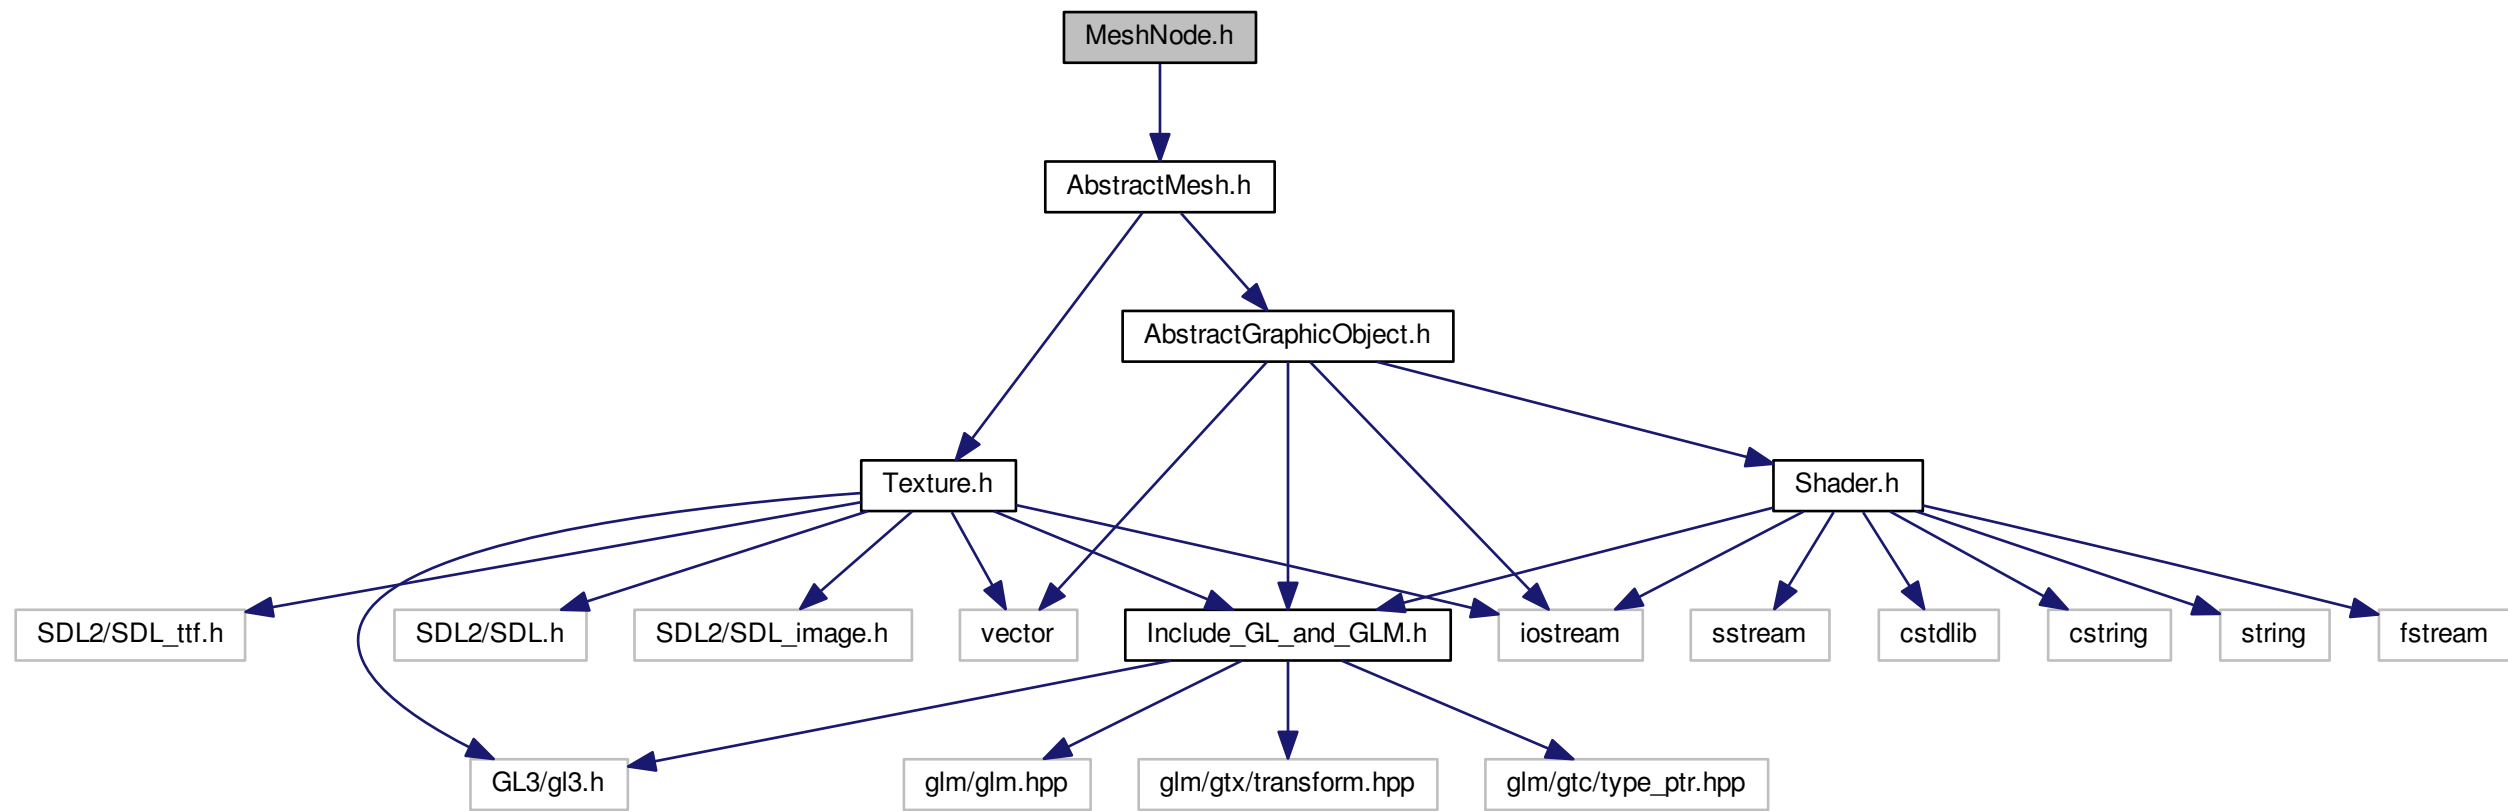 MeshNode.h
AbstractMesh.h
AbstractGraphicObject.h
Texture.h
Shader.h
SDL2/SDL_ttf.h
SDL2/SDL.h
SDL2/SDL_image.h
vector
Include_GL_and_GLM.h
iostream
sstream
cstdlib
cstring
string
fstream
GL3/gl3.h
glm/glm.hpp
glm/gtx/transform.hpp
glm/gtc/type_ptr.hpp